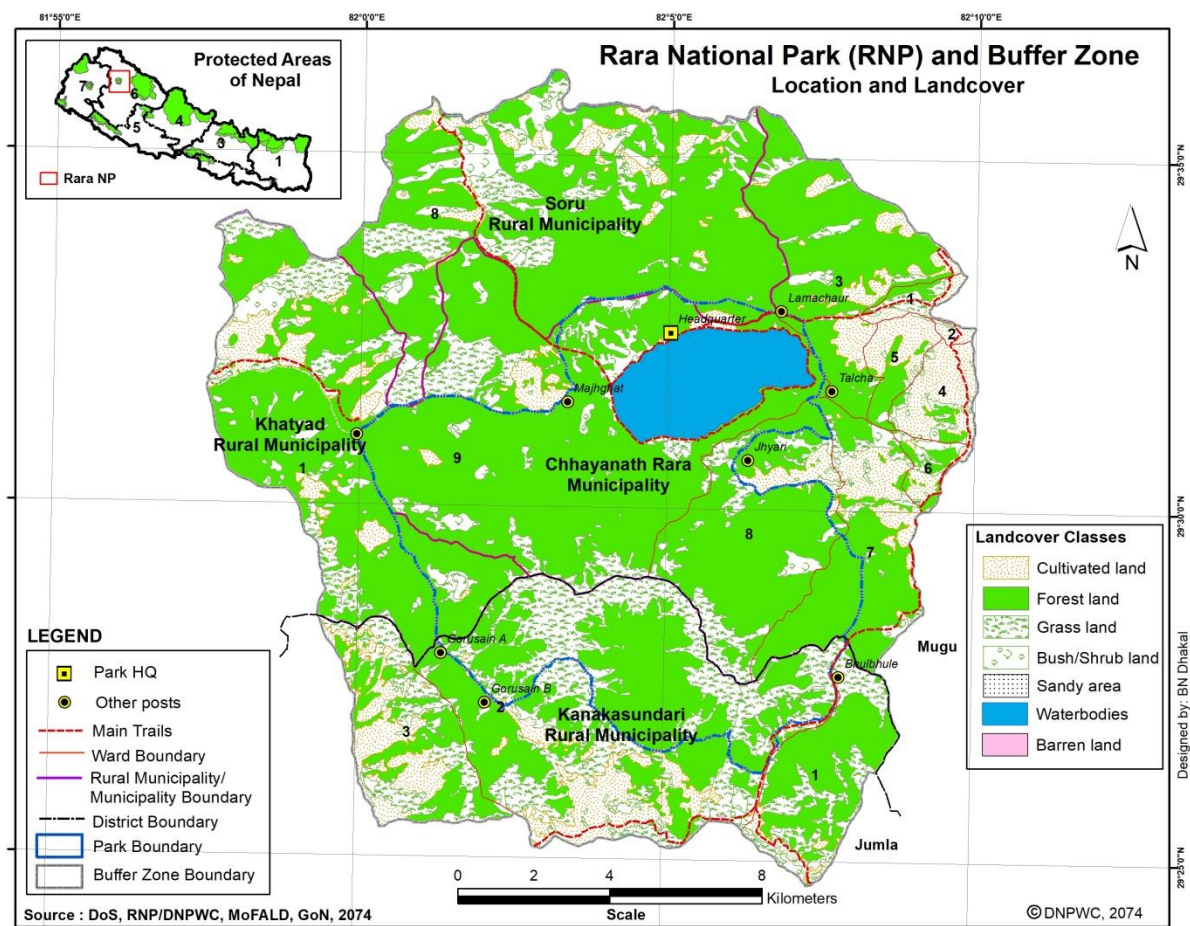 81°55'0"E
82°0'0"E
82°5'0"E
82°10'0"E
Rara National Park (RNP) and Buffer Zone
Location and Landcover
Protected Areas
of Nepal
7
6
5
4
3
1
Rara NP
29°35'0"N
N
8
Soru
Rural Municipality
3
Lamachaur
1
2
Headquarter
5
Talcha
4
Majhghat
Khatyad
Rural Municipality
1
9
Chhayanath Rara
Municipality
Jhyari
6
29°30'0"N
8
7
Landcover Classes
Cultivated land
Forest land
Grass land
Bush/Shrub land
Sandy area
Waterbodies
Barren land
Mugu
Gorusain A
Bhulbhule
Gorusain B
2
3
Kanakasundari
Rural Municipality
1
Jumla
LEGEND
Park HQ
Other posts
Main Trails
Ward Boundary
Rural Municipality/
Municipality Boundary
District Boundary
Park Boundary
Buffer Zone Boundary
29°25'0"N
0 2 4 8
Kilometers
Scale
Designed by: BN Dhakal
Source : DoS, RNP/DNPWC, MoFALD, GoN, 2074
©DNPWC, 2074